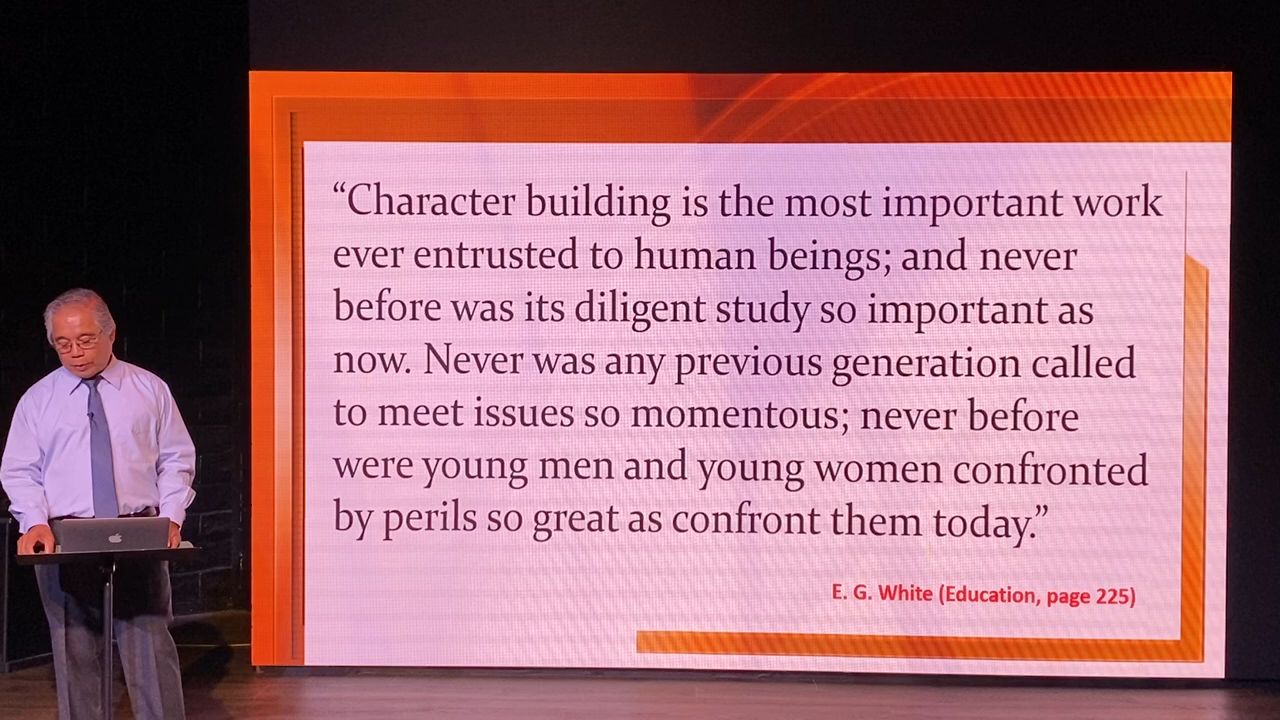 “Character building is the most important work
ever entrusted to human beings; and never
before was its diligent study so important as
now. Never was any previous generation called
to meet issues so momentous; never before
were young men and young women confronted
by perils so great as confront them today.”
E. G. White (Education, page 225)